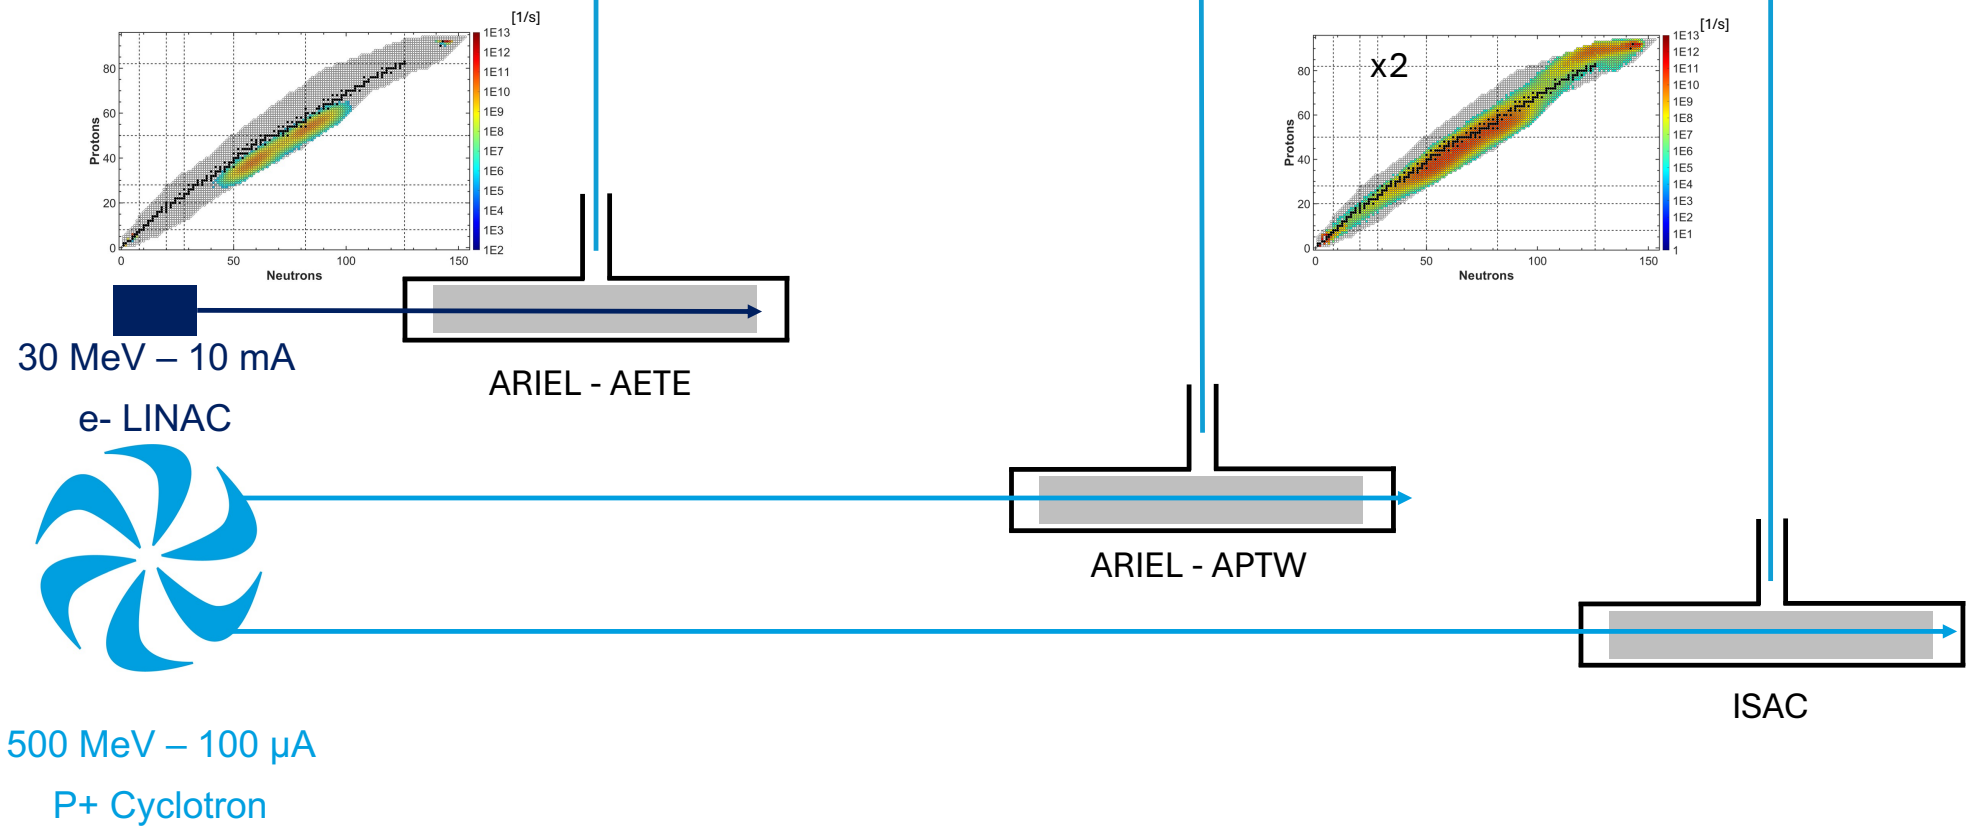 [1/s]
1E13
1E12
1E11
1E10
1E9
1E8
1E7
1E6
1E5
1E4
1E3
1E2
80
60
40
20
0
Protons
0 50 100 150
Neutrons
[1/s]
x2
1E13
1E12
1E11
1E10
1E9
1E8
1E7
1E6
1E5
1E4
1E3
1E2
1E1
1
80
60
40
20
0
Protons
0 50 100 150
Neutrons
30 MeV – 10 mA
e- LINAC
ARIEL - AETE
ARIEL - APTW
ISAC
500 MeV – 100 µA
P+ Cyclotron